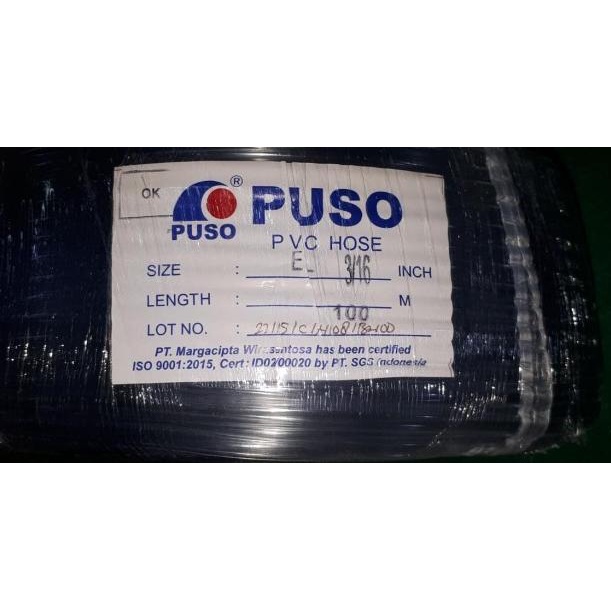 OK
® PUSO
PUSO
PVC HOSE
SIZE : EL 3/16 INCH
LENGTH : 100 M
LOT NO. :
PT. Margacipta Wirasentosa has been certified
ISO 9001:2015, Cert : ID0200020 by PT. SGS Indonesia